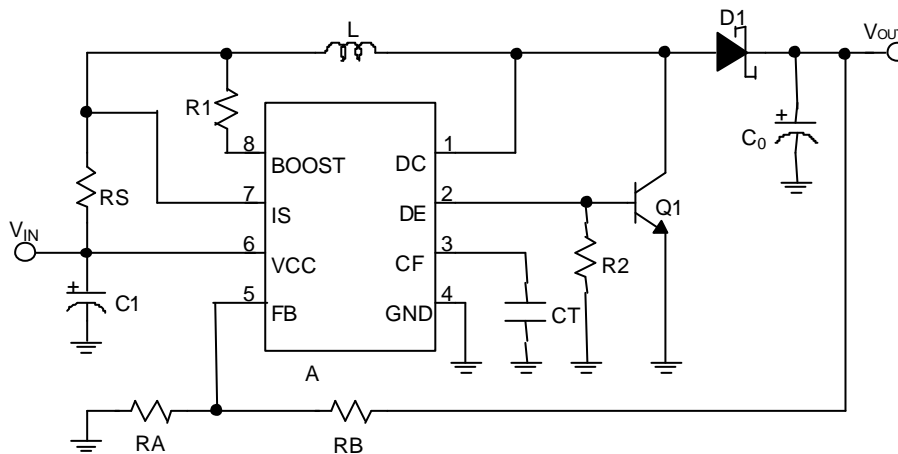 L
D1
VOUT
R1
8
BOOST
1
DC
+
C0
RS
7
IS
2
DE
Q1
VIN
6
VCC
3
CF
R2
+
C1
5
FB
4
GND
CT
A
RA
RB